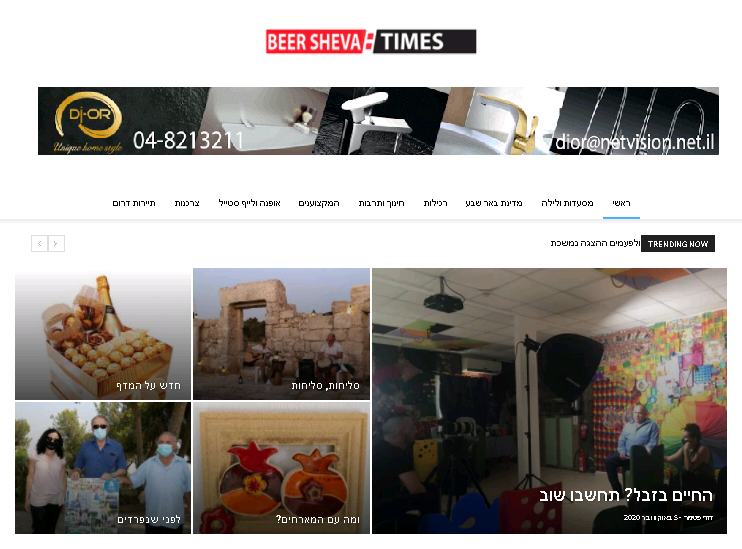 BEER SHEVA TIMES
Di-OR
Unique home style
04-8213211
dior@netvision.net.il
ראשי
מסעדות ולילה
מדינת באר שבע
רכילות
חינוך ותרבות
המקצוענים
אופנה ולייף סטייל
צרכנות
תיירות דרום
TRENDING NOW
ולפעמים ההצגה נמשכת
חדש על המדף
סליחות, סליחות
לפני שנפרדים
ומה עם המארחים?
החיים בזבל? תחשבו שוב
2020